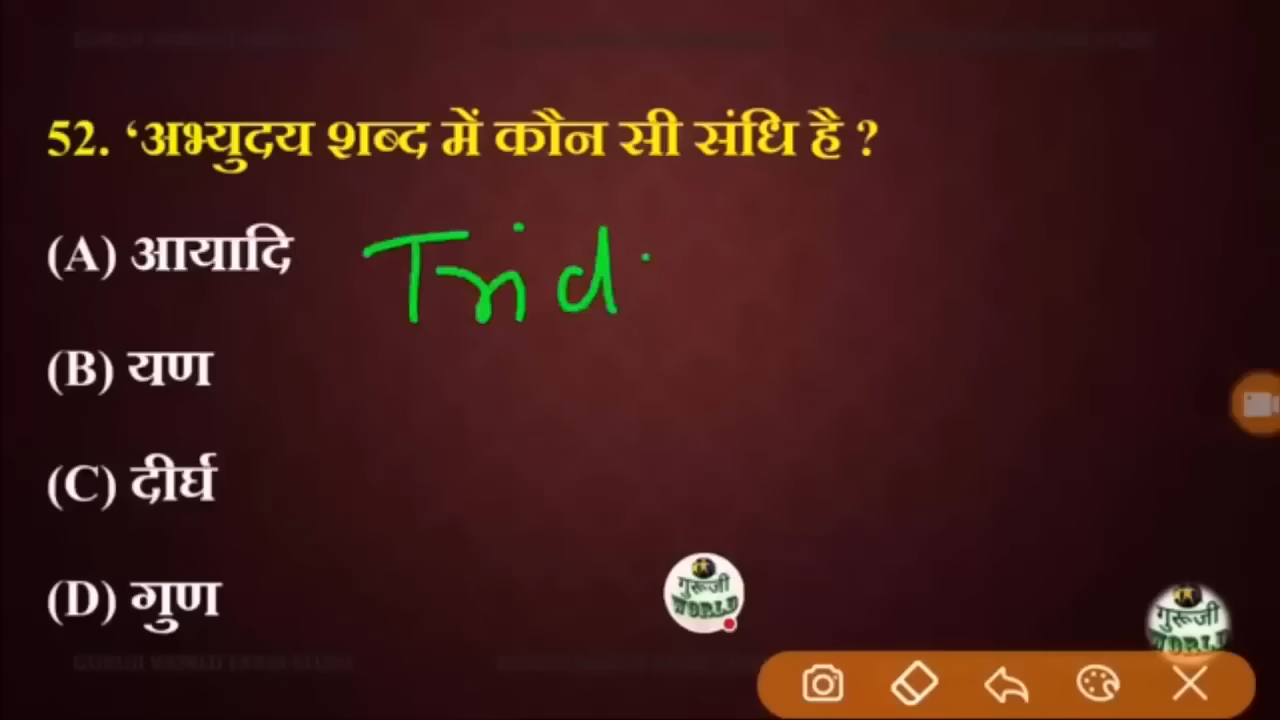 52. ‘अभ्युदय शब्द में कौन सी संधि है ?
(A) आयादि
Trid
(B) यण
(C) दीर्घ
(D) गुण
गुरूजी
WORLD
गुरूजी
WORLD